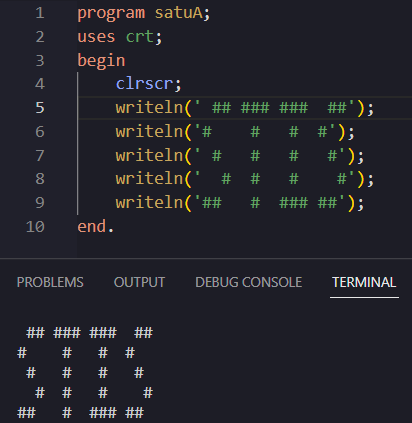 1 program satuA;
2 uses crt;
3 begin
4     clrscr;
5     writeln(' ## ### ###  ##');
6     writeln('#    #   #  #');
7     writeln(' #   #   #   #');
8     writeln('  #  #   #    #');
9     writeln('##   #  ### ##');
10 end.
PROBLEMS OUTPUT DEBUG CONSOLE TERMINAL
 ## ### ###  ##
#    #   #  #
 #   #   #   #
  #  #   #    #
##   #  ### ##